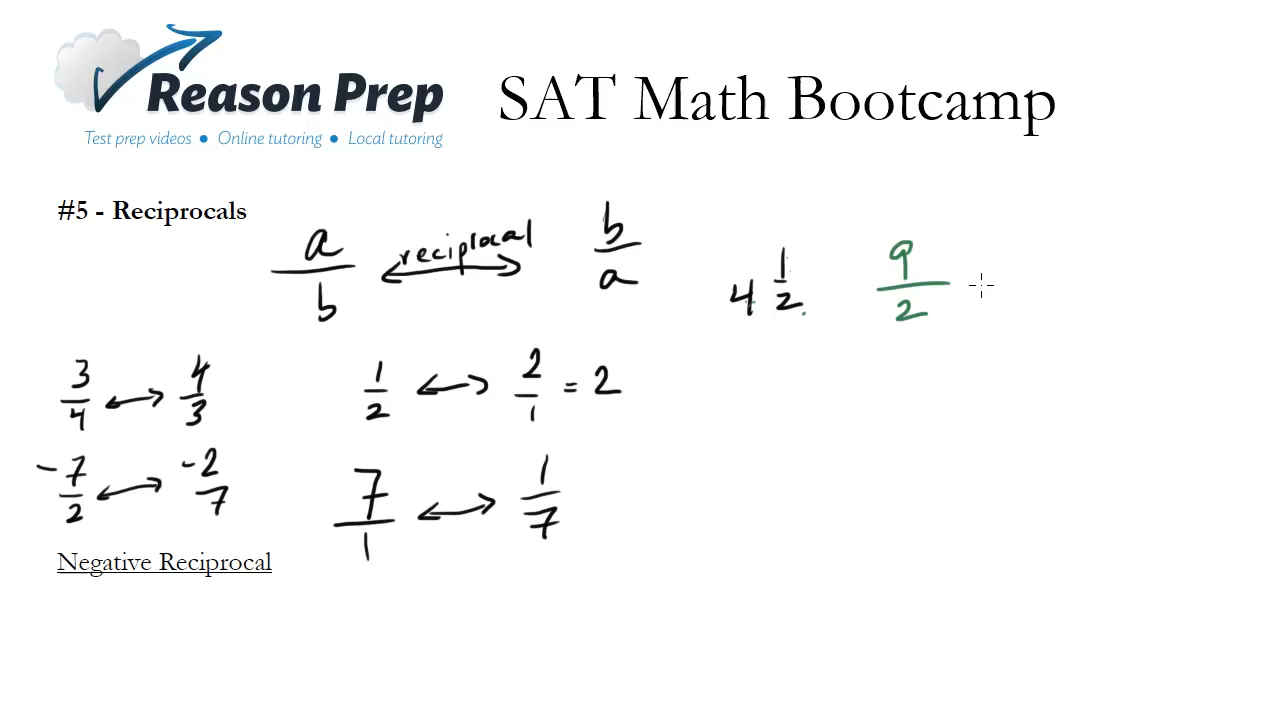 Reason Prep
Test prep videos ● Online tutoring ● Local tutoring
SAT Math Bootcamp
#5 - Reciprocals
a/b ⟷ reciprocal b/a
4 1/2 9/2
3/4 ⟷ 4/3
1/2 ⟷ 2/1 = 2
-7/2 ⟷ -2/7
7/1 ⟷ 1/7
Negative Reciprocal